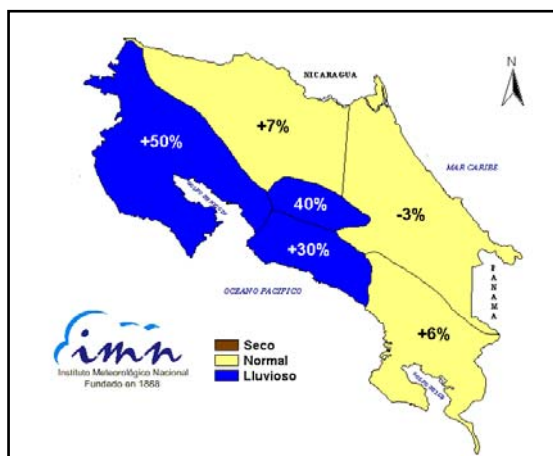 NICARAGUA
N
+7%
+50%
MAR CARIBE
40%
-3%
+30%
OCEANO PACIFICO
PANAMA
+6%
imn
Instituto Meteorológico Nacional
Fundado en 1888
Seco
Normal
Lluvioso